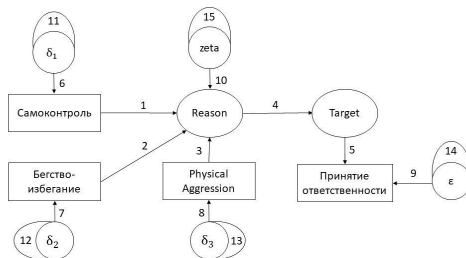 11
15
δ₁
zeta
6
10
Самоконтроль
1
Reason
4
Target
2
3
5
14
Бегство-
избегание
Physical
Aggression
Принятие
ответственности
9
ε
7
8
12
δ₂
δ₃
13